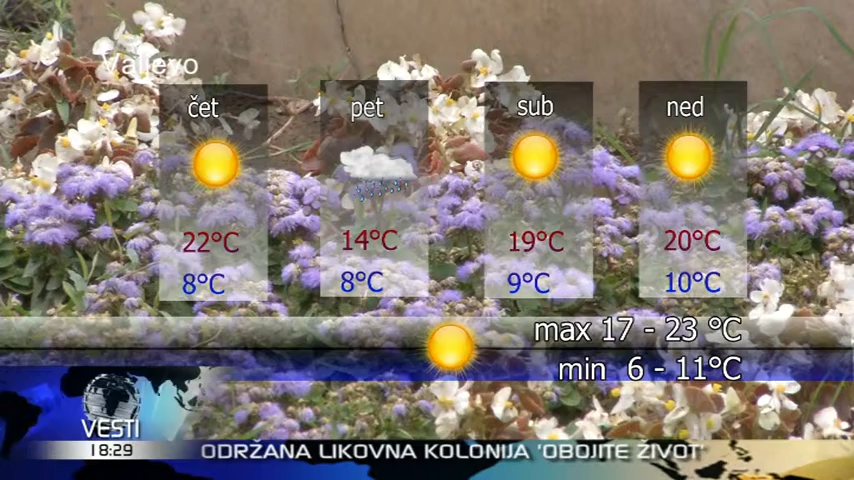 Valjevo
čet pet sub ned
22°C 14°C 19°C 20°C
8°C 8°C 9°C 10°C
max 17 - 23 °C
min 6 - 11°C
VESTI
18:29
ODRŽANA LIKOVNA KOLONIJA 'OBOJITE ŽIVOT'